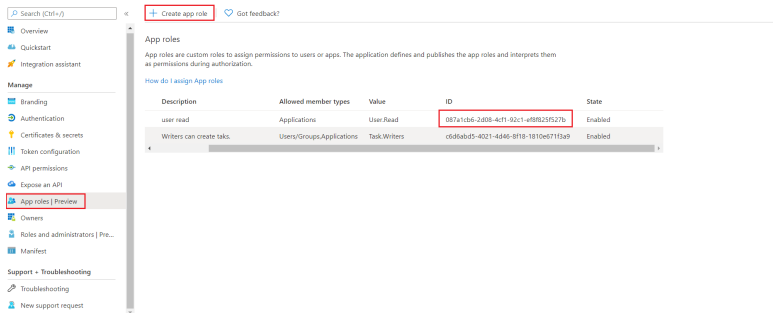 Search (Ctrl+/)
«
Overview
Quickstart
Integration assistant
Manage
Branding
Authentication
Certificates & secrets
Token configuration
API permissions
Expose an API
App roles | Preview
Owners
Roles and administrators | Pre...
Manifest
Support + Troubleshooting
Troubleshooting
New support request
Create app role
Got feedback?
App roles
App roles are custom roles to assign permissions to users or apps. The application defines and publishes the app roles and interprets them
as permissions during authorization.
How do I assign App roles
Description Allowed member types Value ID State
user read Applications User.Read 087a1cb6-2d08-4cf1-92c1-ef8f825f527b Enabled
Writers can create taks. Users/Groups,Applications Task.Writers c6d6abd5-4021-4d46-8f18-1810e671f3a9 Enabled